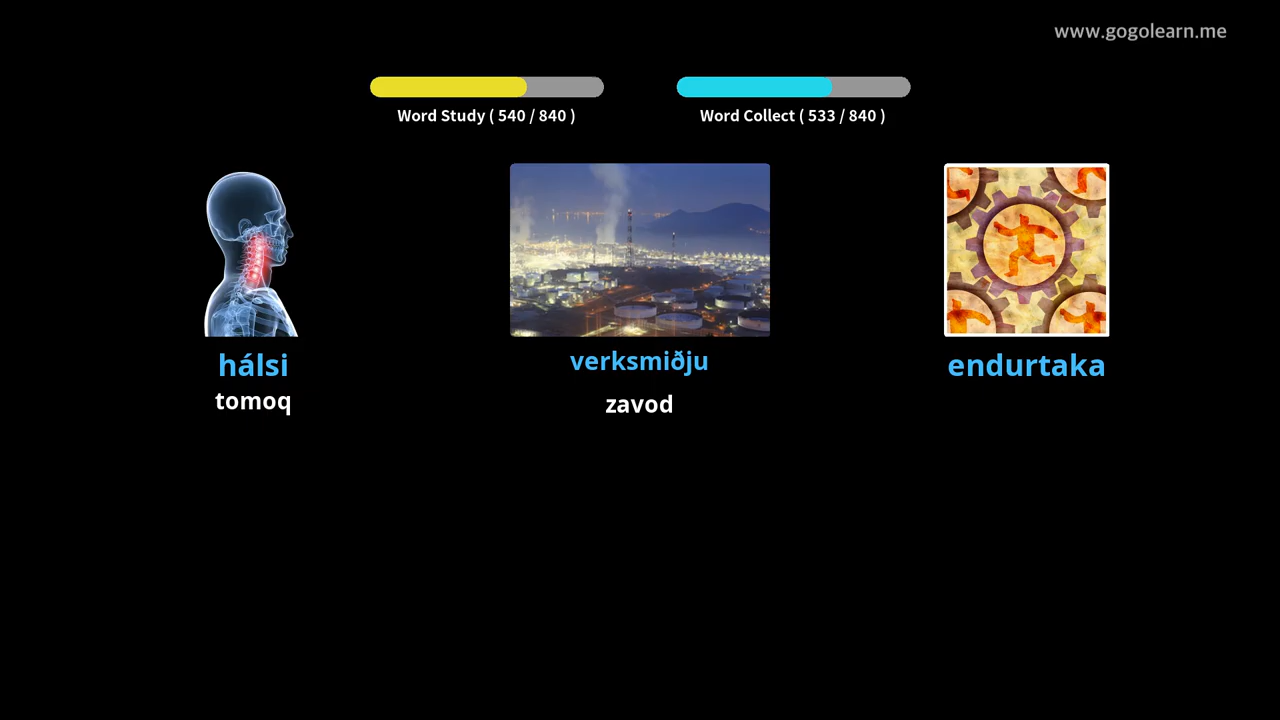 www.gogolearn.me
Word Study ( 540 / 840 )
Word Collect ( 533 / 840 )
hálsi
tomoq
verksmiðju
zavod
endurtaka